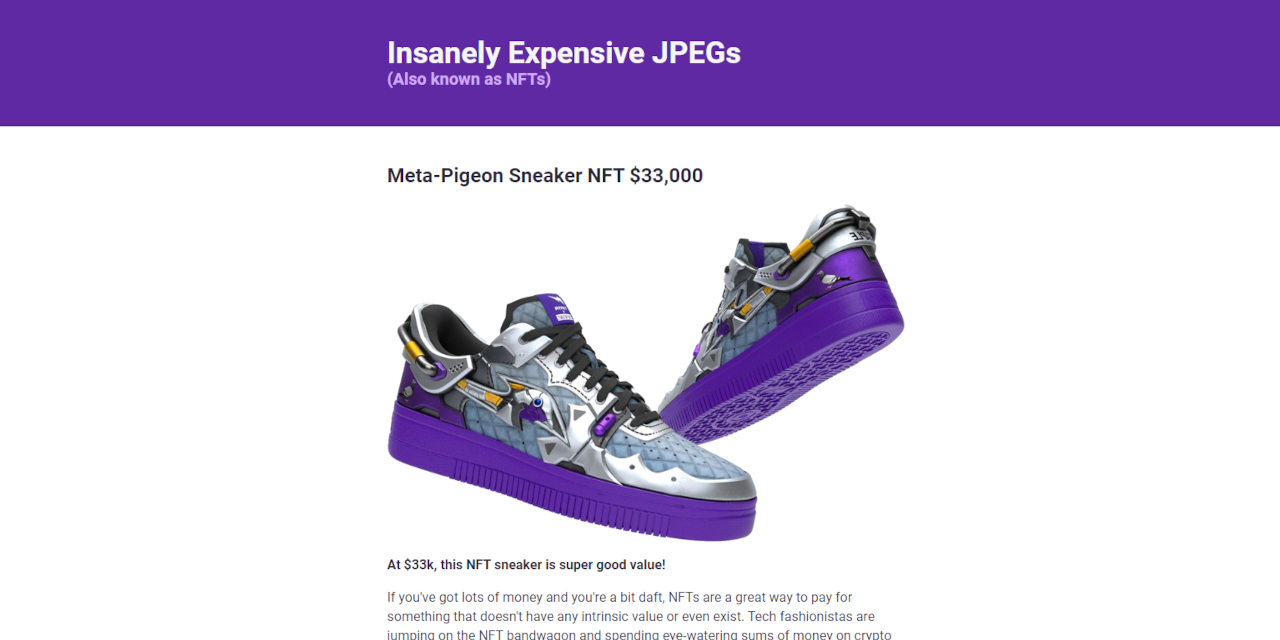 Insanely Expensive JPEGs
(Also known as NFTs)
Meta-Pigeon Sneaker NFT $33,000
At $33k, this NFT sneaker is super good value!
If you've got lots of money and you're a bit daft, NFTs are a great way to pay for
something that doesn't have any intrinsic value or even exist. Tech fashionistas are
jumping on the NFT bandwagon and spending eye-watering sums of money on crypto